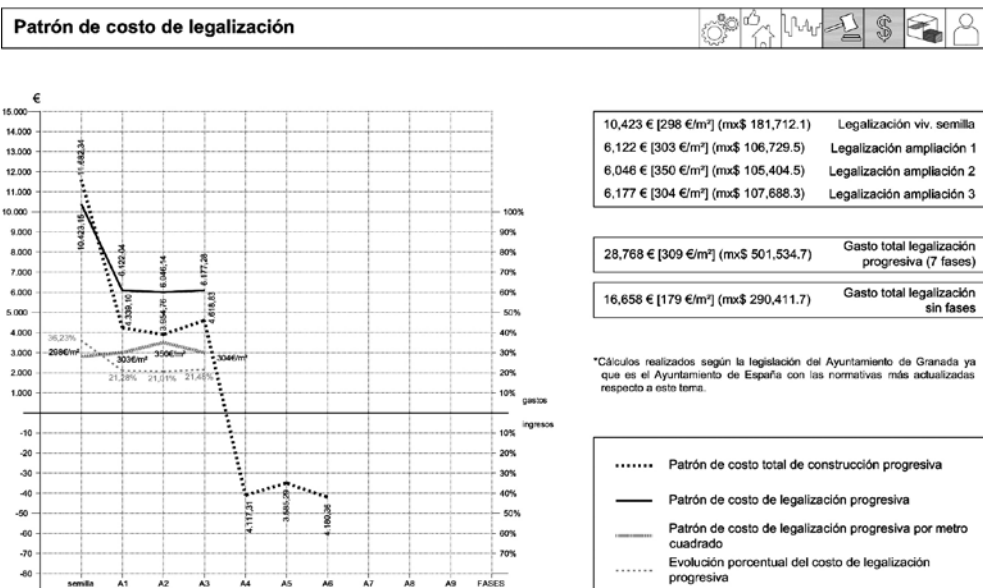 Patrón de costo de legalización
€
15.000
14.000
13.000
12.000
11.000
10.000
9.000
8.000
7.000
6.000
5.000
4.000
3.000
2.000
1.000
-10
-20
-30
-40
-50
-60
-70
-80
100%
90%
80%
70%
60%
50%
40%
30%
20%
10%
gastos
ingresos
10%
20%
30%
40%
50%
60%
70%
11.682,34
10.423,15
6.122,04
4.339,10
6.046,14
3.954,76
6.177,28
4.618,83
36,23%
298€/m²
303€/m²
350€/m²
304€/m²
21,28%
21,01%
21,46%
4.117,31
3.585,29
4.180,36
semilla A1 A2 A3 A4 A5 A6 A7 A8 A9 FASES
10,423 € [298 €/m²] (mx$ 181,712.1) Legalización viv. semilla
6,122 € [303 €/m²] (mx$ 106,729.5) Legalización ampliación 1
6,046 € [350 €/m²] (mx$ 105,404.5) Legalización ampliación 2
6,177 € [304 €/m²] (mx$ 107,688.3) Legalización ampliación 3
28,768 € [309 €/m²] (mx$ 501,534.7) Gasto total legalización
progresiva (7 fases)
16,658 € [179 €/m²] (mx$ 290,411.7) Gasto total legalización
sin fases
*Cálculos realizados según la legislación del Ayuntamiento de Granada ya
que es el Ayuntamiento de España con las normativas más actualizadas
respecto a este tema.
Patrón de costo total de construcción progresiva
Patrón de costo de legalización progresiva
Patrón de costo de legalización progresiva por metro
cuadrado
Evolución porcentual del costo de legalización
progresiva